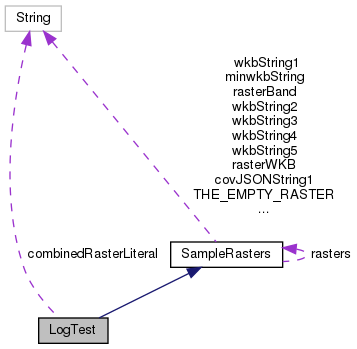 String
wkbString1
minwkbString
rasterBand
wkbString2
wkbString3
wkbString4
wkbString5
rasterWKB
covJSONString1
THE_EMPTY_RASTER
...
combinedRasterLiteral
SampleRasters
rasters
LogTest